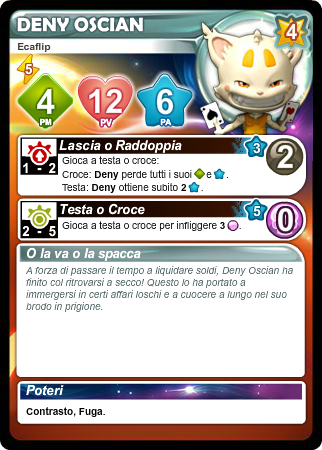 DENY OSCIAN
4
Ecaflip
5
4
PM
12
PV
6
PA
Lascia o Raddoppia
3
2
1 - 2
Gioca a testa o croce:
Croce: Deny perde tutti i suoi e .
Testa: Deny ottiene subito 2 .
Testo o Croce
5
0
2 - 5
Gioca a testa o croce per infliggere 3 .
O la va o la spacca
A forza di passare il tempo a liquidare soldi, Deny Oscian ha
finito col ritrovarsi a secco! Questo lo ha portato a
immergersi in certi affari loschi e a cuocere a lungo nel suo
brodo in prigione.
Poteri
Contrasto, Fuga.